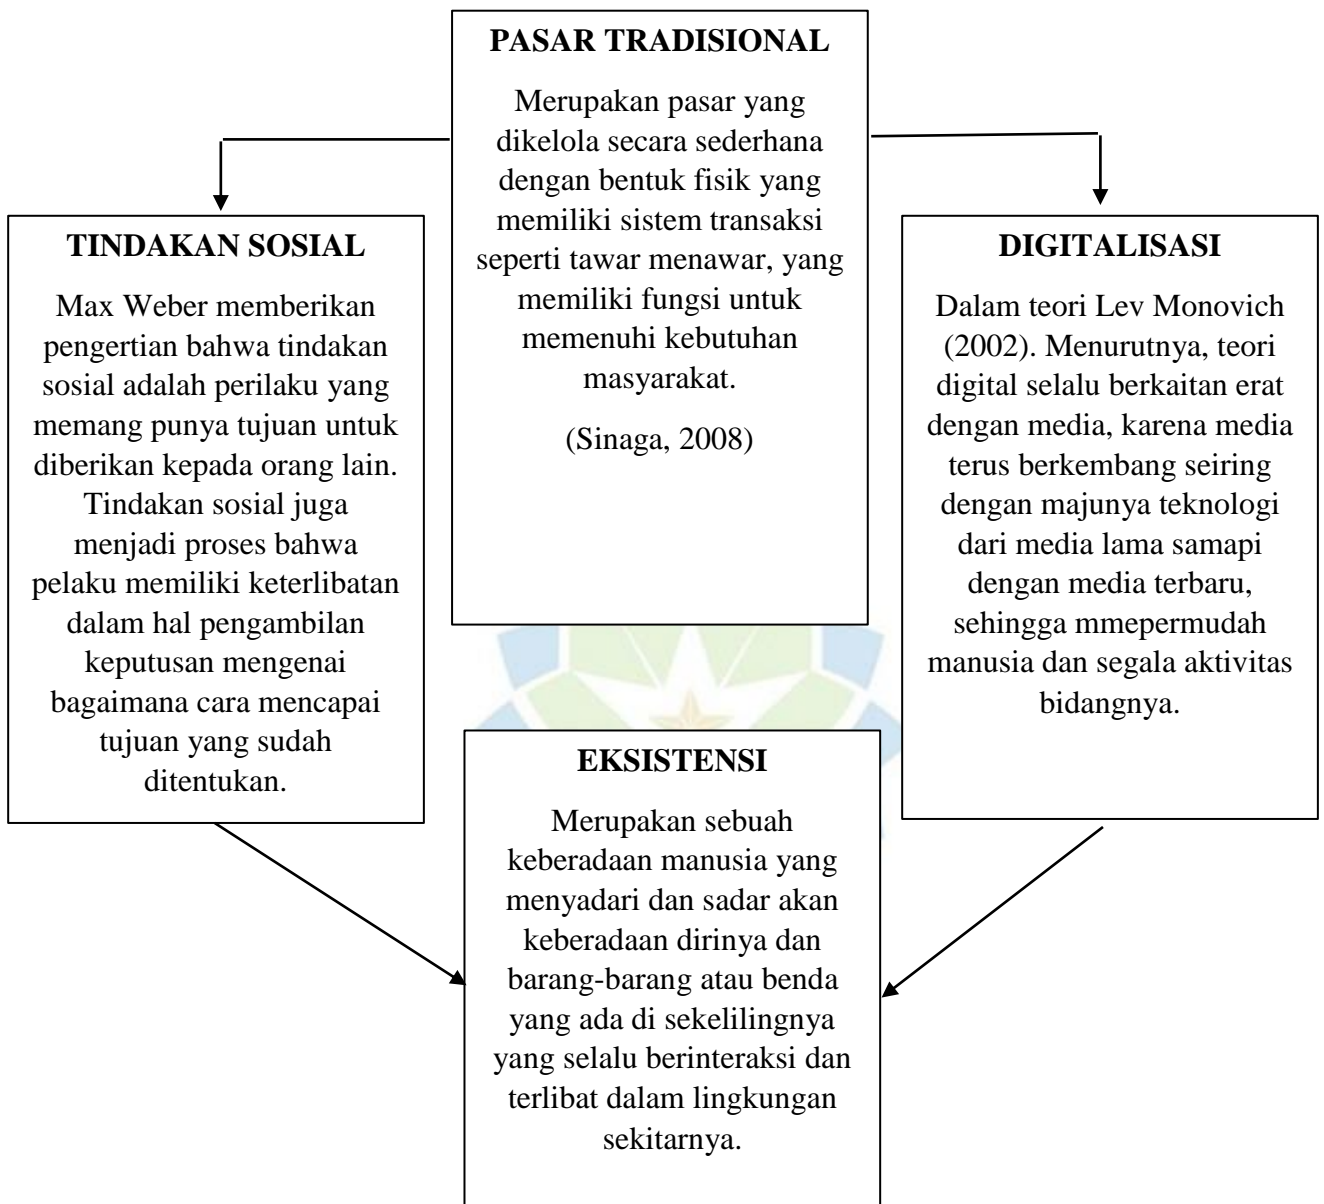 PASAR TRADISIONAL
Merupakan pasar yang
dikelola secara sederhana
dengan bentuk fisik yang
memiliki sistem transaksi
seperti tawar menawar, yang
memiliki fungsi untuk
memenuhi kebutuhan
masyarakat.
(Sinaga, 2008)
TINDAKAN SOSIAL
Max Weber memberikan
pengertian bahwa tindakan
sosial adalah perilaku yang
memang punya tujuan untuk
diberikan kepada orang lain.
Tindakan sosial juga
menjadi proses bahwa
pelaku memiliki keterlibatan
dalam hal pengambilan
keputusan mengenai
bagaimana cara mencapai
tujuan yang sudah
ditentukan.
DIGITALISASI
Dalam teori Lev Monovich
(2002). Menurutnya, teori
digital selalu berkaitan erat
dengan media, karena media
terus berkembang seiring
dengan majunya teknologi
dari media lama samapi
dengan media terbaru,
sehingga mmepermudah
manusia dan segala aktivitas
bidangnya.
EKSISTENSI
Merupakan sebuah
keberadaan manusia yang
menyadari dan sadar akan
keberadaan dirinya dan
barang-barang atau benda
yang ada di sekelilingnya
yang selalu berinteraksi dan
terlibat dalam lingkungan
sekitarnya.